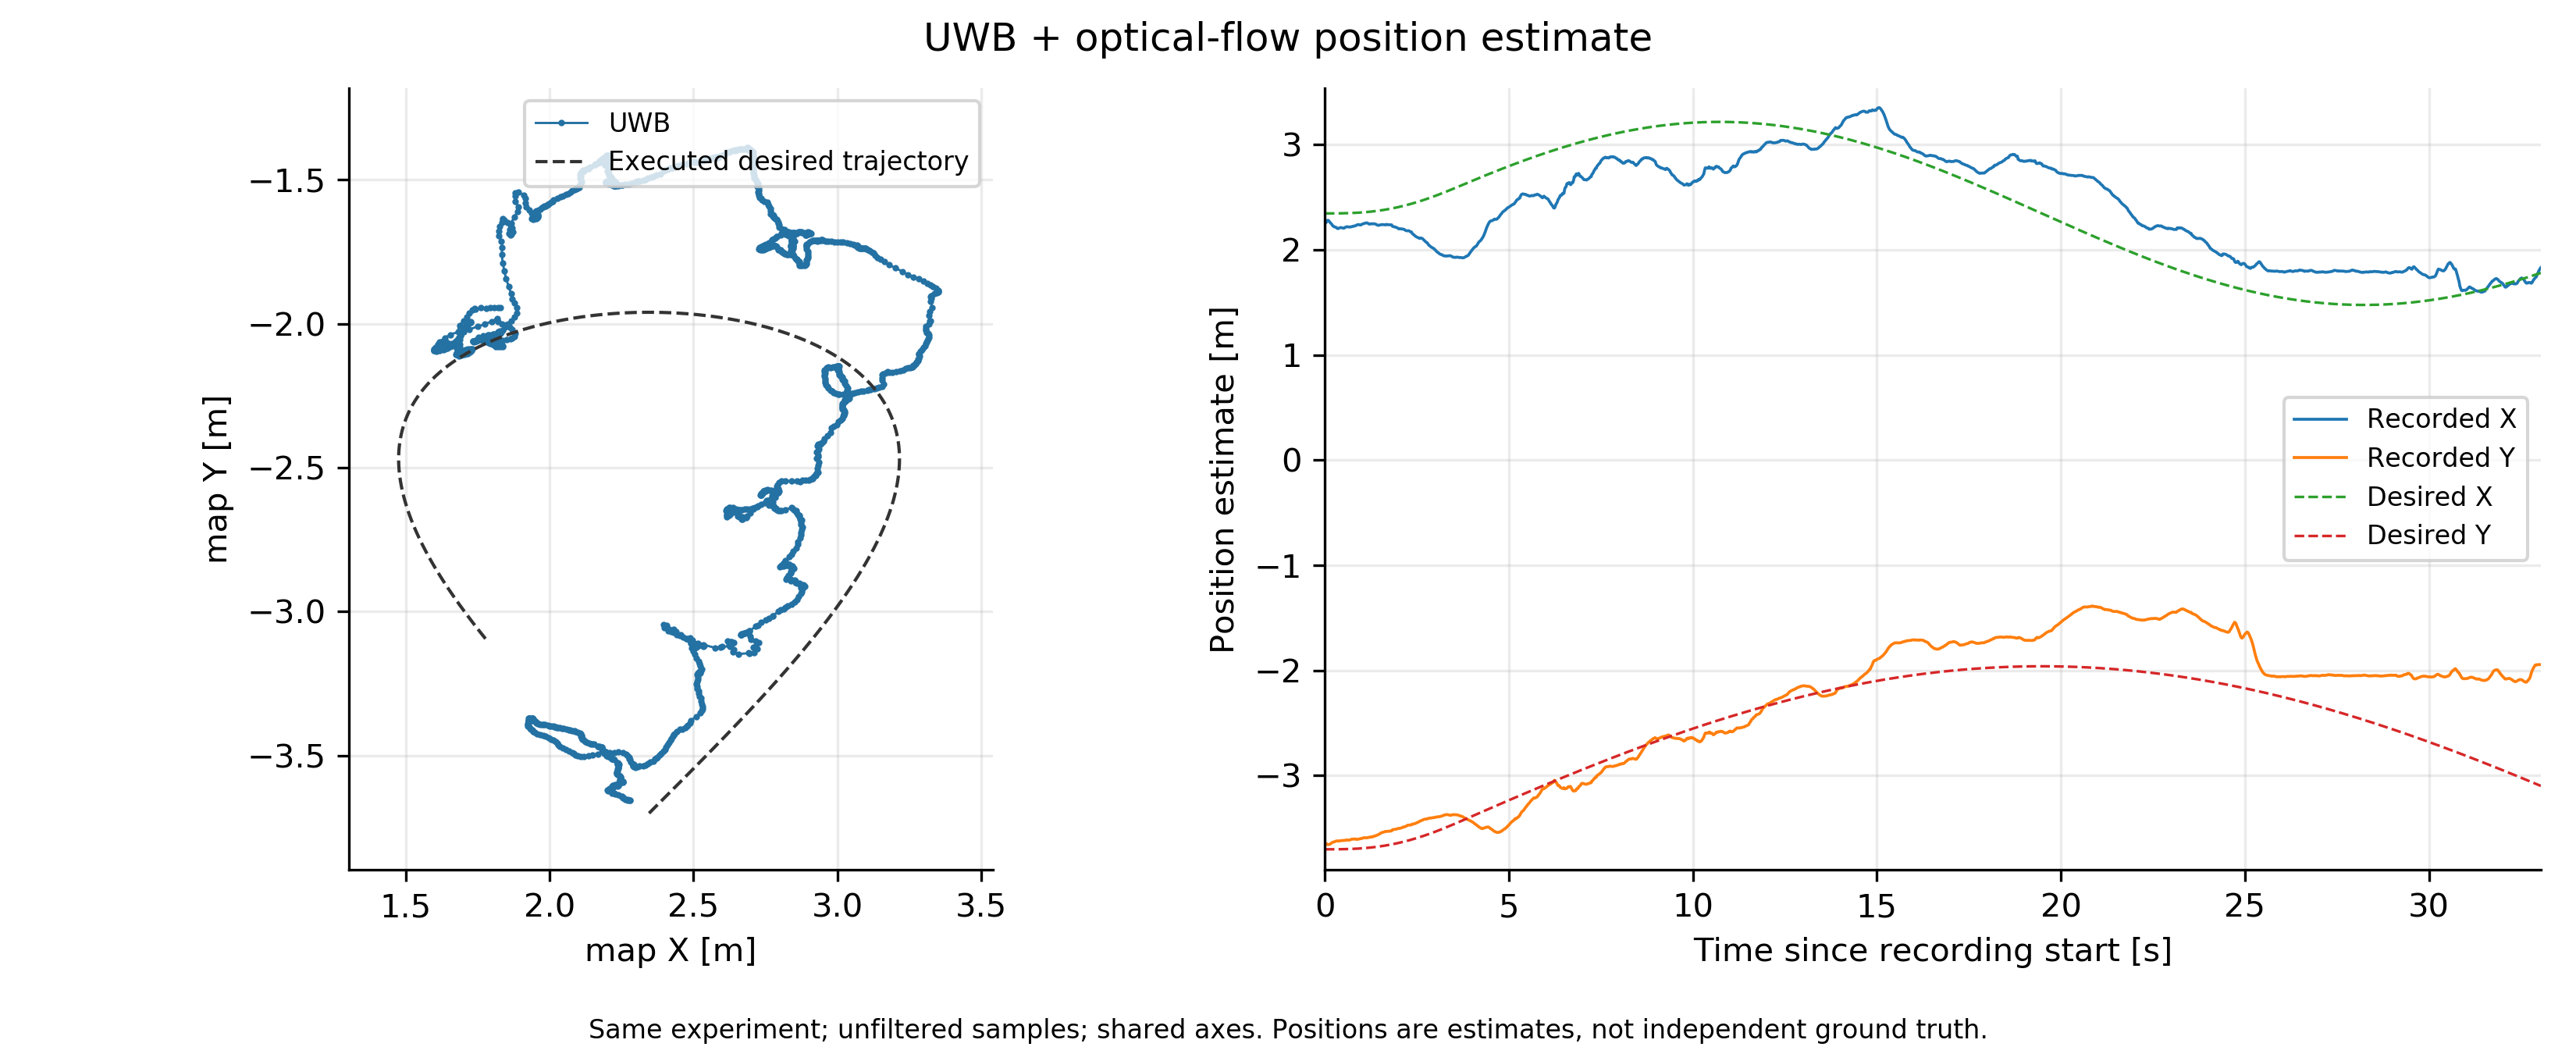 UWB + optical-flow position estimate
UWB
Executed desired trajectory
−1.5
−2.0
−2.5
−3.0
−3.5
map Y [m]
1.5 2.0 2.5 3.0 3.5
map X [m]
3
2
1
0
−1
−2
−3
Position estimate [m]
Recorded X
Recorded Y
Desired X
Desired Y
0 5 10 15 20 25 30
Time since recording start [s]
Same experiment; unfiltered samples; shared axes. Positions are estimates, not independent ground truth.